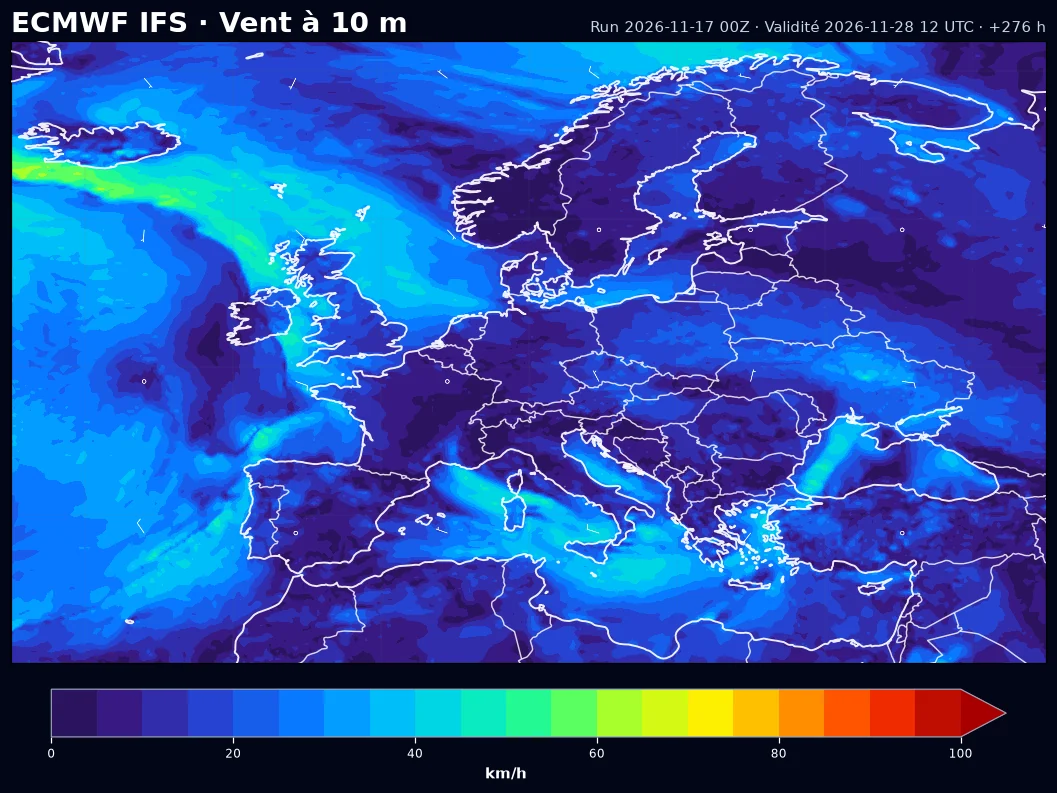 ECMWF IFS · Vent à 10 m
Run 2026-11-17 00Z · Validité 2026-11-28 12 UTC · +276 h
0 20 40 60 80 100
km/h